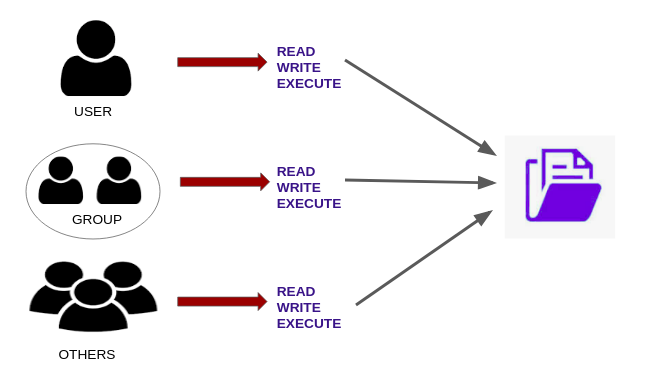 READ
WRITE
EXECUTE
USER
READ
WRITE
EXECUTE
GROUP
READ
WRITE
EXECUTE
OTHERS